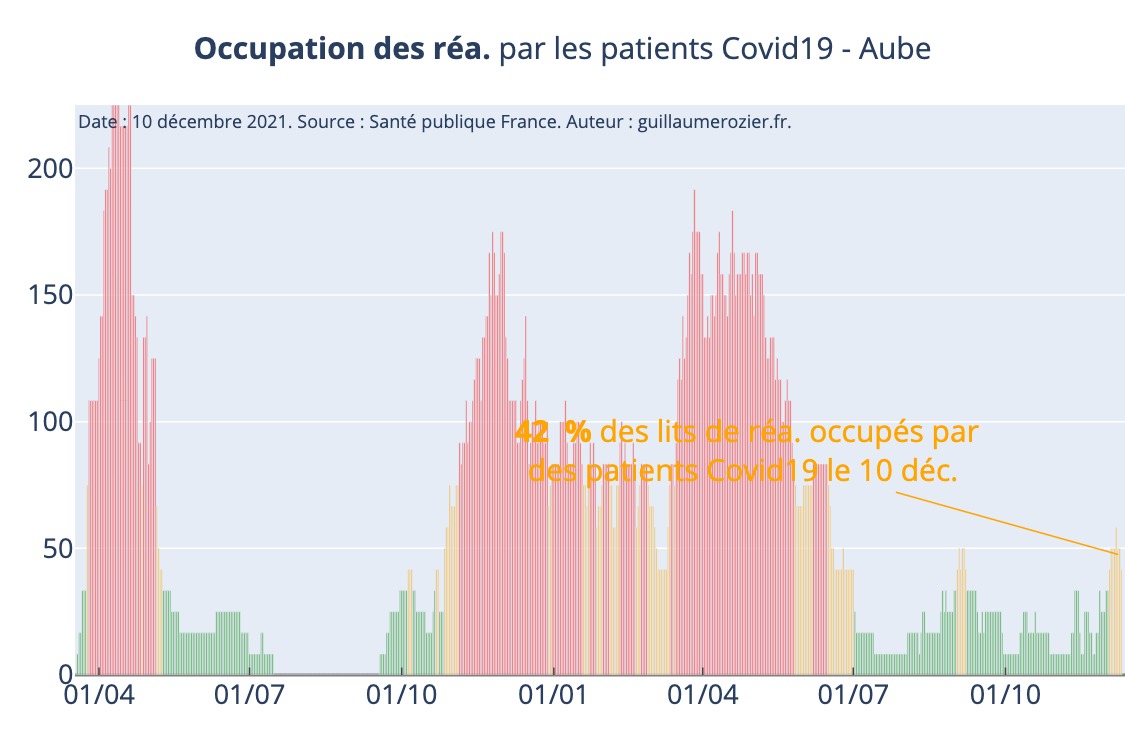 Occupation des réa. par les patients Covid19 - Aube
Date : 10 décembre 2021. Source : Santé publique France. Auteur : guillaumerozier.fr.
200
150
100
42 % des lits de réa. occupés par
des patients Covid19 le 10 déc.
50
0
01/04 01/07 01/10 01/01 01/04 01/07 01/10